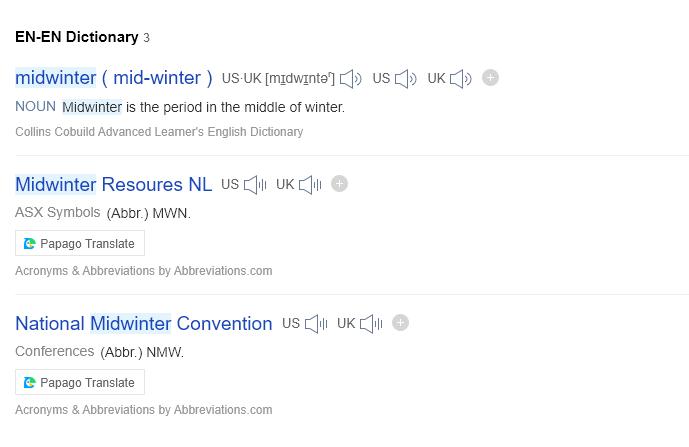 EN-EN Dictionary 3
midwinter ( mid-winter ) US·UK [mɪdwɪntəʳ] US UK
NOUN Midwinter is the period in the middle of winter.
Collins Cobuild Advanced Learner's English Dictionary
Midwinter Resoures NL US UK
ASX Symbols (Abbr.) MWN.
Papago Translate
Acronyms & Abbreviations by Abbreviations.com
National Midwinter Convention US UK
Conferences (Abbr.) NMW.
Papago Translate
Acronyms & Abbreviations by Abbreviations.com